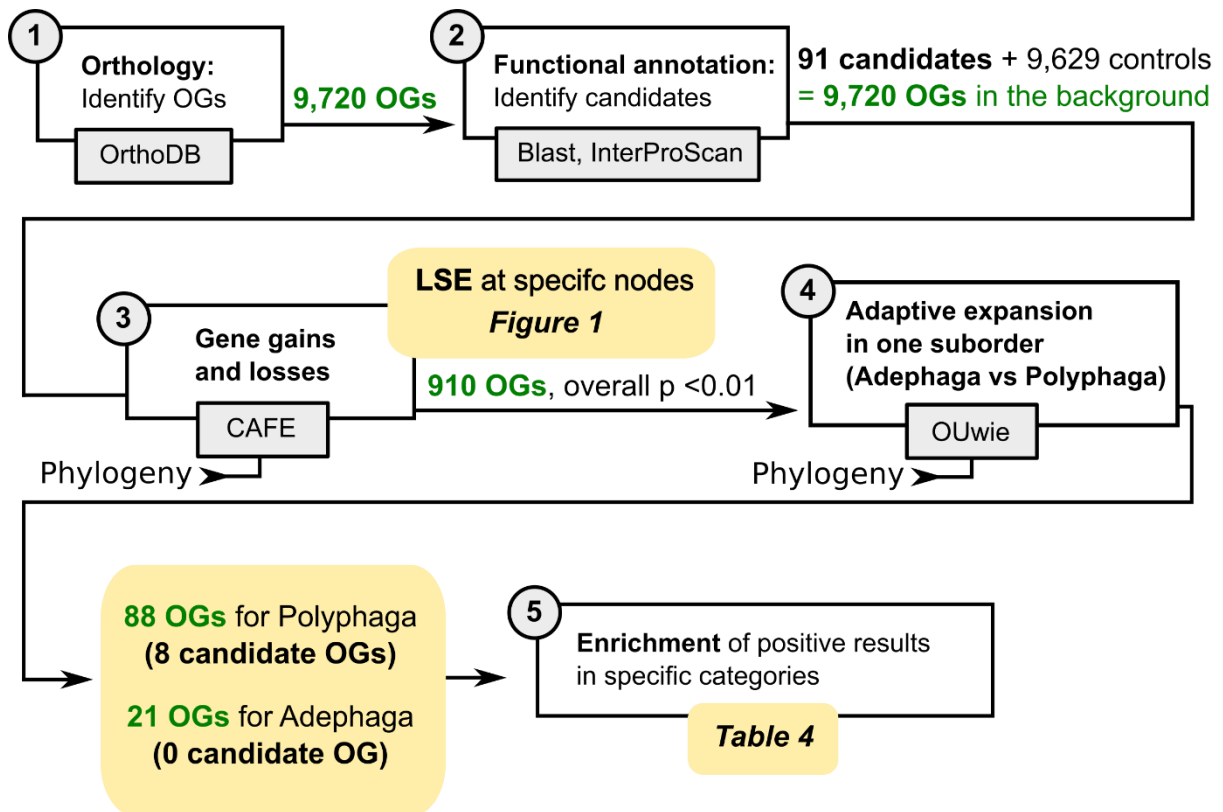 1
Orthology:
Identify OGs
OrthoDB
9,720 OGs
2
Functional annotation:
Identify candidates
Blast, InterProScan
91 candidates + 9,629 controls
= 9,720 OGs in the background
3
Gene gains
and losses
CAFE
Phylogeny
LSE at specifc nodes
Figure 1
910 OGs, overall p <0.01
4
Adaptive expansion
in one suborder
(Adephaga vs Polyphaga)
OUwie
Phylogeny
88 OGs for Polyphaga
(8 candidate OGs)
21 OGs for Adephaga
(0 candidate OG)
5
Enrichment of positive results
in specific categories
Table 4